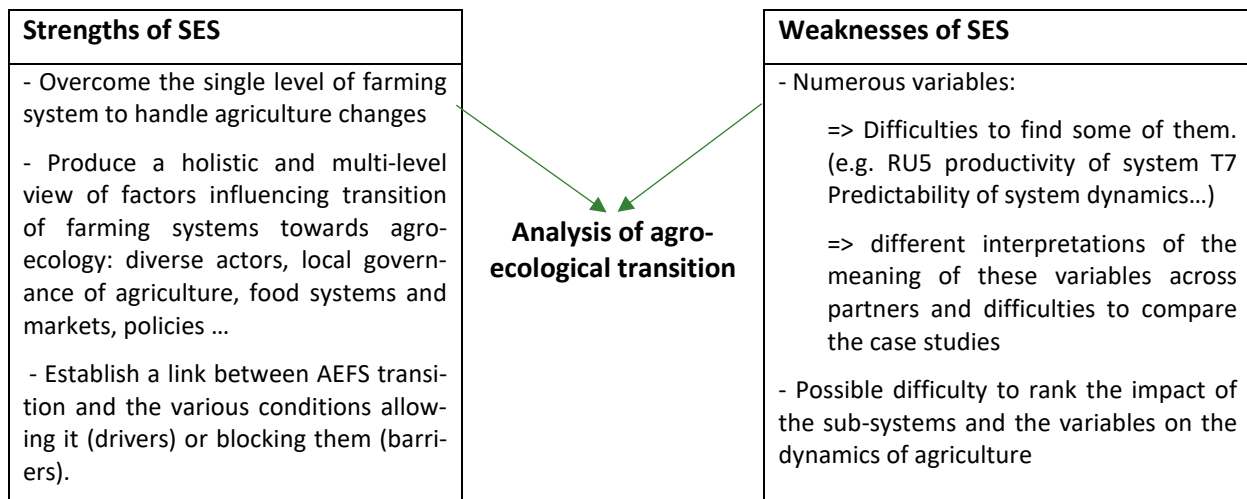 Strengths of SES
- Overcome the single level of farming
system to handle agriculture changes
- Produce a holistic and multi-level
view of factors influencing transition
of farming systems towards agro-
ecology: diverse actors, local govern-
ance of agriculture, food systems and
markets, policies …
- Establish a link between AEFS transi-
tion and the various conditions allow-
ing it (drivers) or blocking them (barri-
ers).
Analysis of agro-
ecological transition
Weaknesses of SES
- Numerous variables:
=> Difficulties to find some of them.
(e.g. RU5 productivity of system T7
Predictability of system dynamics…)
=> different interpretations of the
meaning of these variables across
partners and difficulties to compare
the case studies
- Possible difficulty to rank the impact of
the sub-systems and the variables on the
dynamics of agriculture